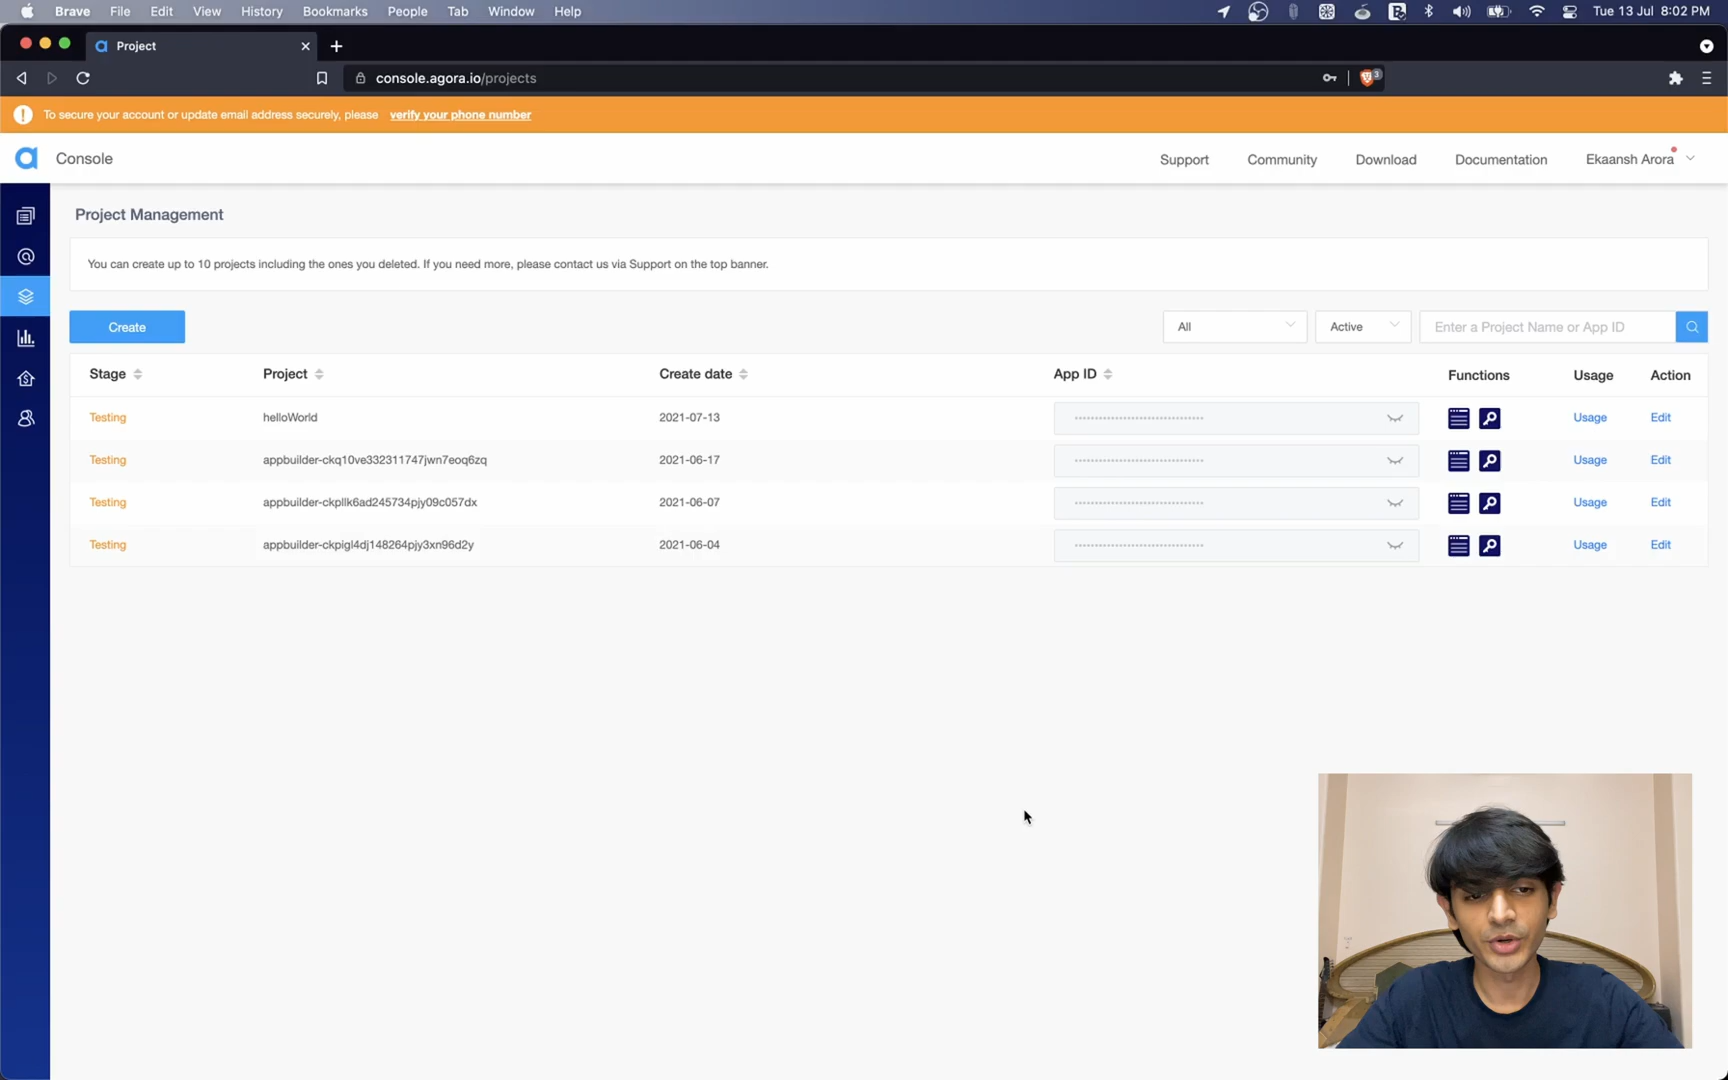 Brave File Edit View History Bookmarks People Tab Window Help Tue 13 Jul 8:02 PM
Project
console.agora.io/projects 3
To secure your account or update email address securely, please verify your phone number
Console Support Community Download Documentation Ekaansh Arora
Project Management
You can create up to 10 projects including the ones you deleted. If you need more, please contact us via Support on the top banner.
Create All Active Enter a Project Name or App ID
Stage Project Create date App ID Functions Usage Action
Testing helloWorld 2021-07-13 Usage Edit
Testing appbuilder-ckq10ve332311747jwn7eoq6zq 2021-06-17 Usage Edit
Testing appbuilder-ckpllk6ad245734pjy09c057dx 2021-06-07 Usage Edit
Testing appbuilder-ckpigl4dj148264pjy3xn96d2y 2021-06-04 Usage Edit